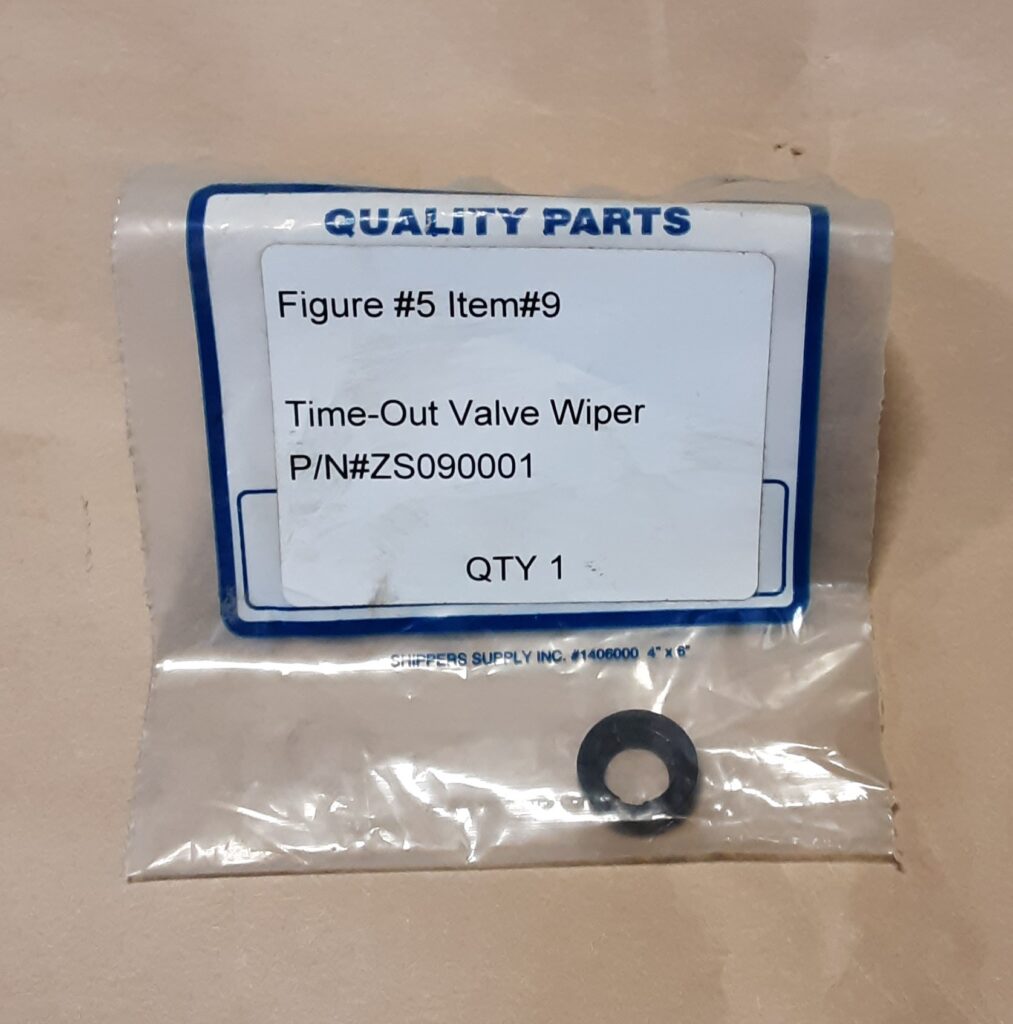 QUALITY PARTS
Figure #5 Item#9
Time-Out Valve Wiper
P/N#ZS090001
QTY 1
SHIPPERS SUPPLY INC. #1406000 4" x 6"